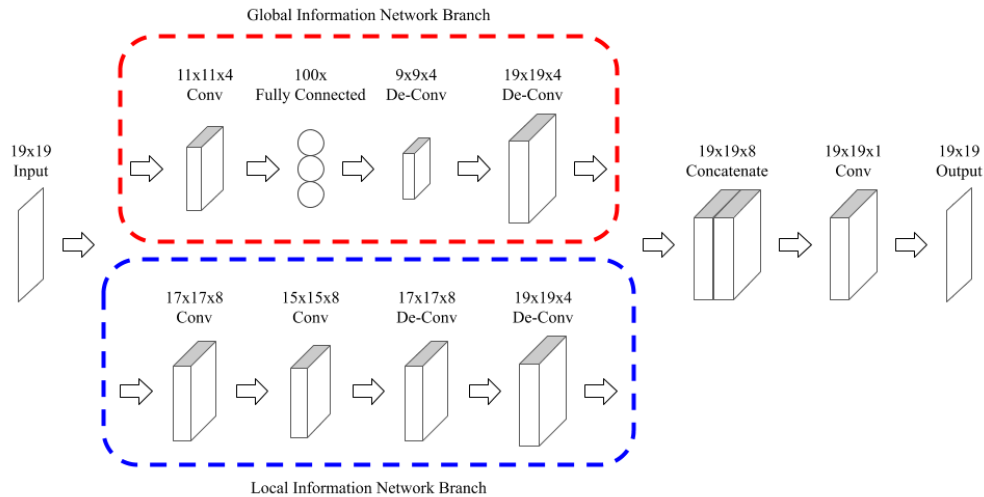 Global Information Network Branch
11x11x4
Conv
100x
Fully Connected
9x9x4
De-Conv
19x19x4
De-Conv
19x19
Input
19x19x8
Concatenate
19x19x1
Conv
19x19
Output
17x17x8
Conv
15x15x8
Conv
17x17x8
De-Conv
19x19x4
De-Conv
Local Information Network Branch